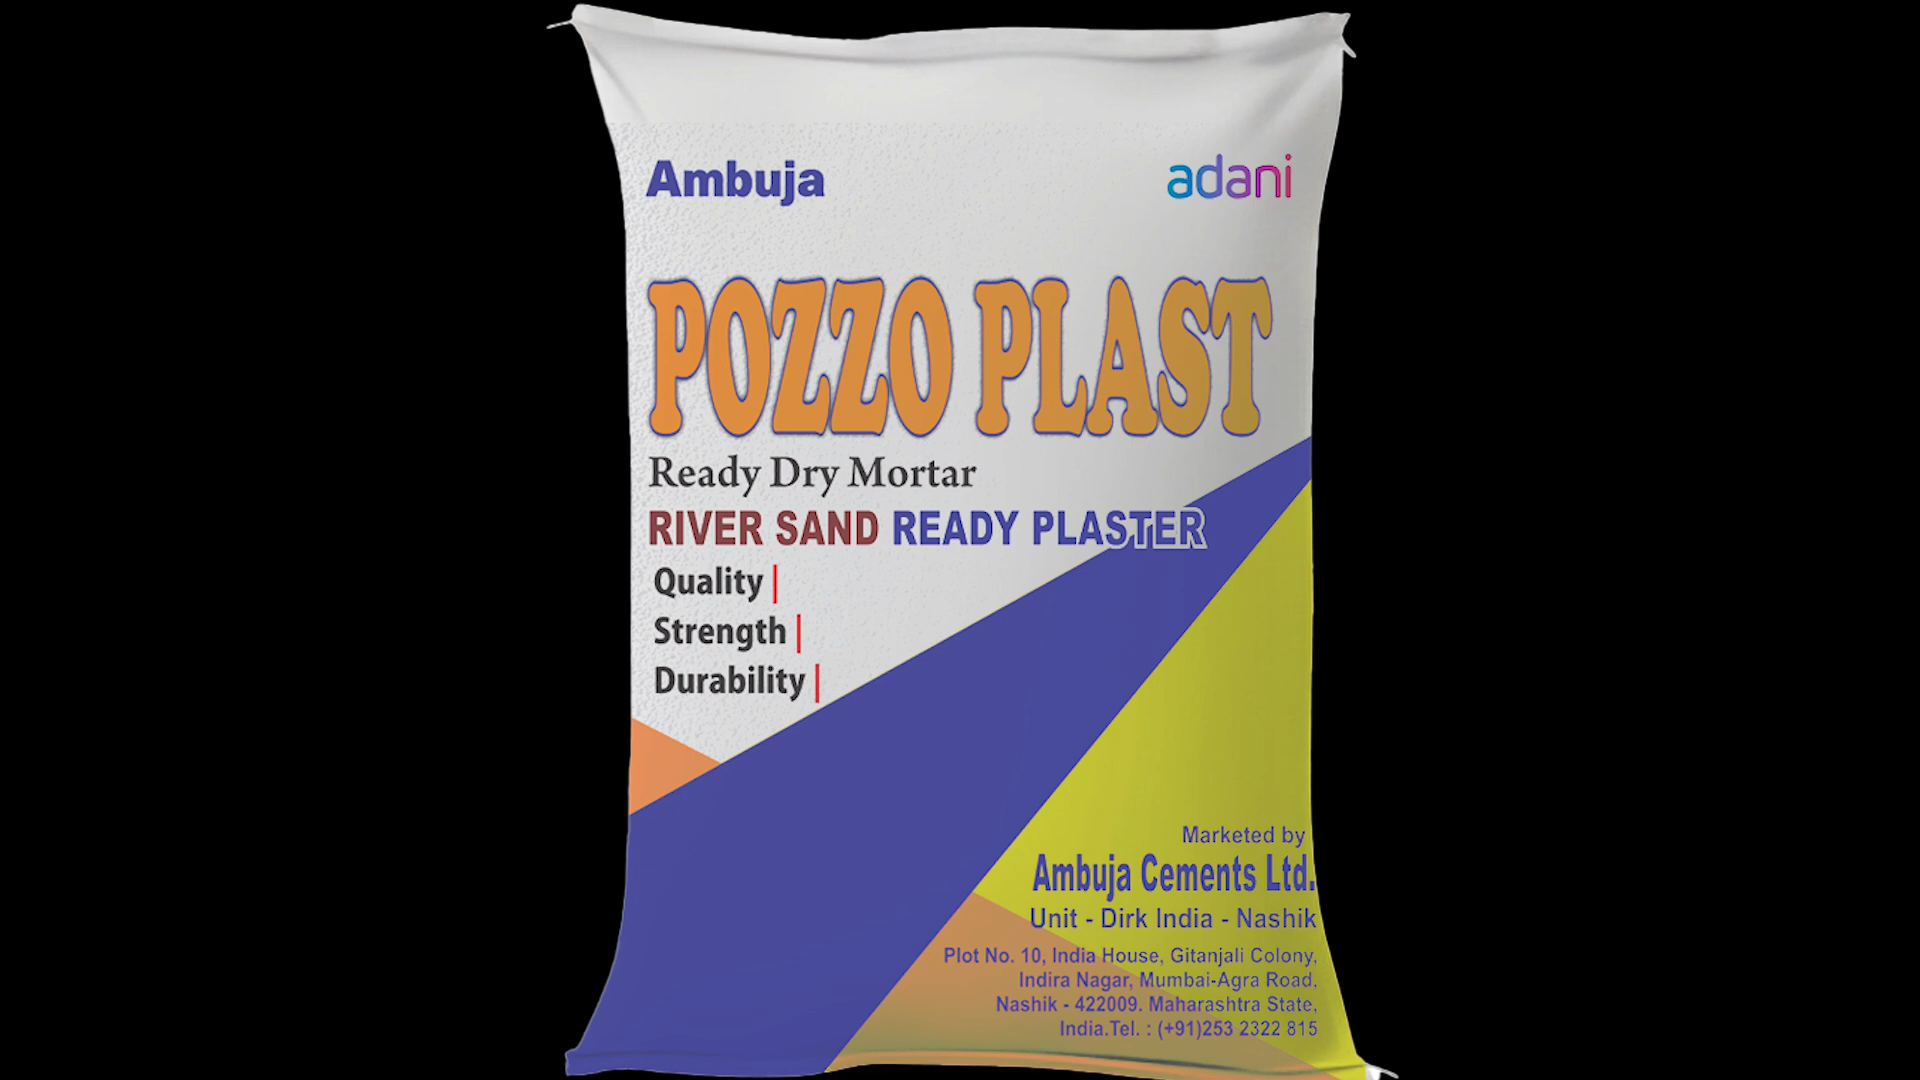 Ambuja
adani
POZZO PLAST
Ready Dry Mortar
RIVER SAND READY PLASTER
Quality |
Strength |
Durability |
Marketed by
Ambuja Cements Ltd.
Unit - Dirk India - Nashik
Plot No. 10, India House, Gitanjali Colony,
Indira Nagar, Mumbai-Agra Road,
Nashik - 422009. Maharashtra State,
India.Tel. : (+91)253 2322 815